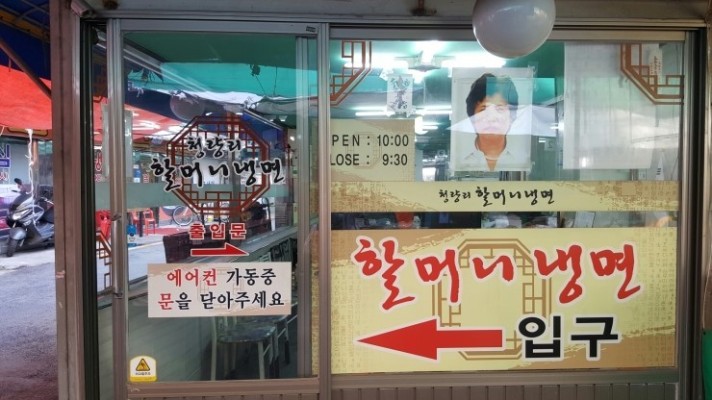 청량리
할머니냉면
출입문
에어컨 가동중
문을 닫아주세요
PEN : 10:00
LOSE : 9:30
청량리 할머니냉면
할머니냉면
입구